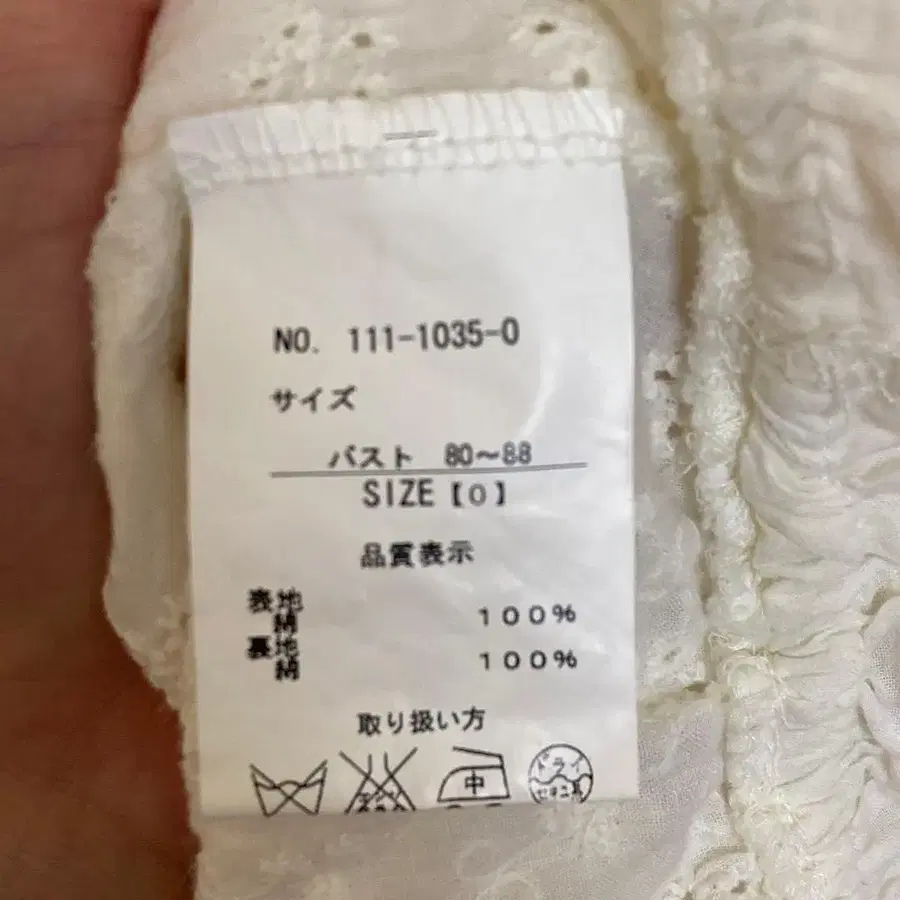 NO. 111-1035-0
サイズ
バスト 80～88
SIZE【0】
品質表示
表地
綿 100%
裏地
綿 100%
取り扱い方
中
ドライ